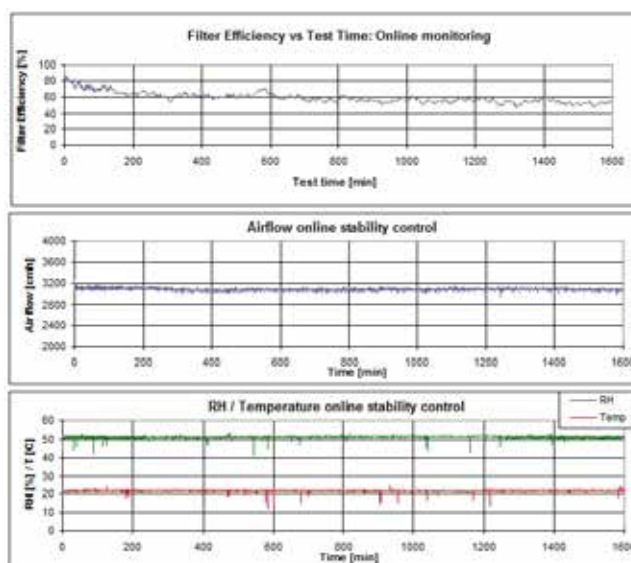 Filter Efficiency vs Test Time: Online monitoring
Filter Efficiency [%]
100
80
60
40
20
0
0 200 400 600 800 1000 1200 1400 1600
Test time [min]
Airflow online stability control
Airflow [cmh]
4000
3600
3200
2800
2400
2000
0 200 400 600 800 1000 1200 1400 1600
Time [min]
RH / Temperature online stability control
RH
Temp
RH [%] / T [C]
60
50
40
30
20
10
0
0 200 400 600 800 1000 1200 1400 1600
Time [min]